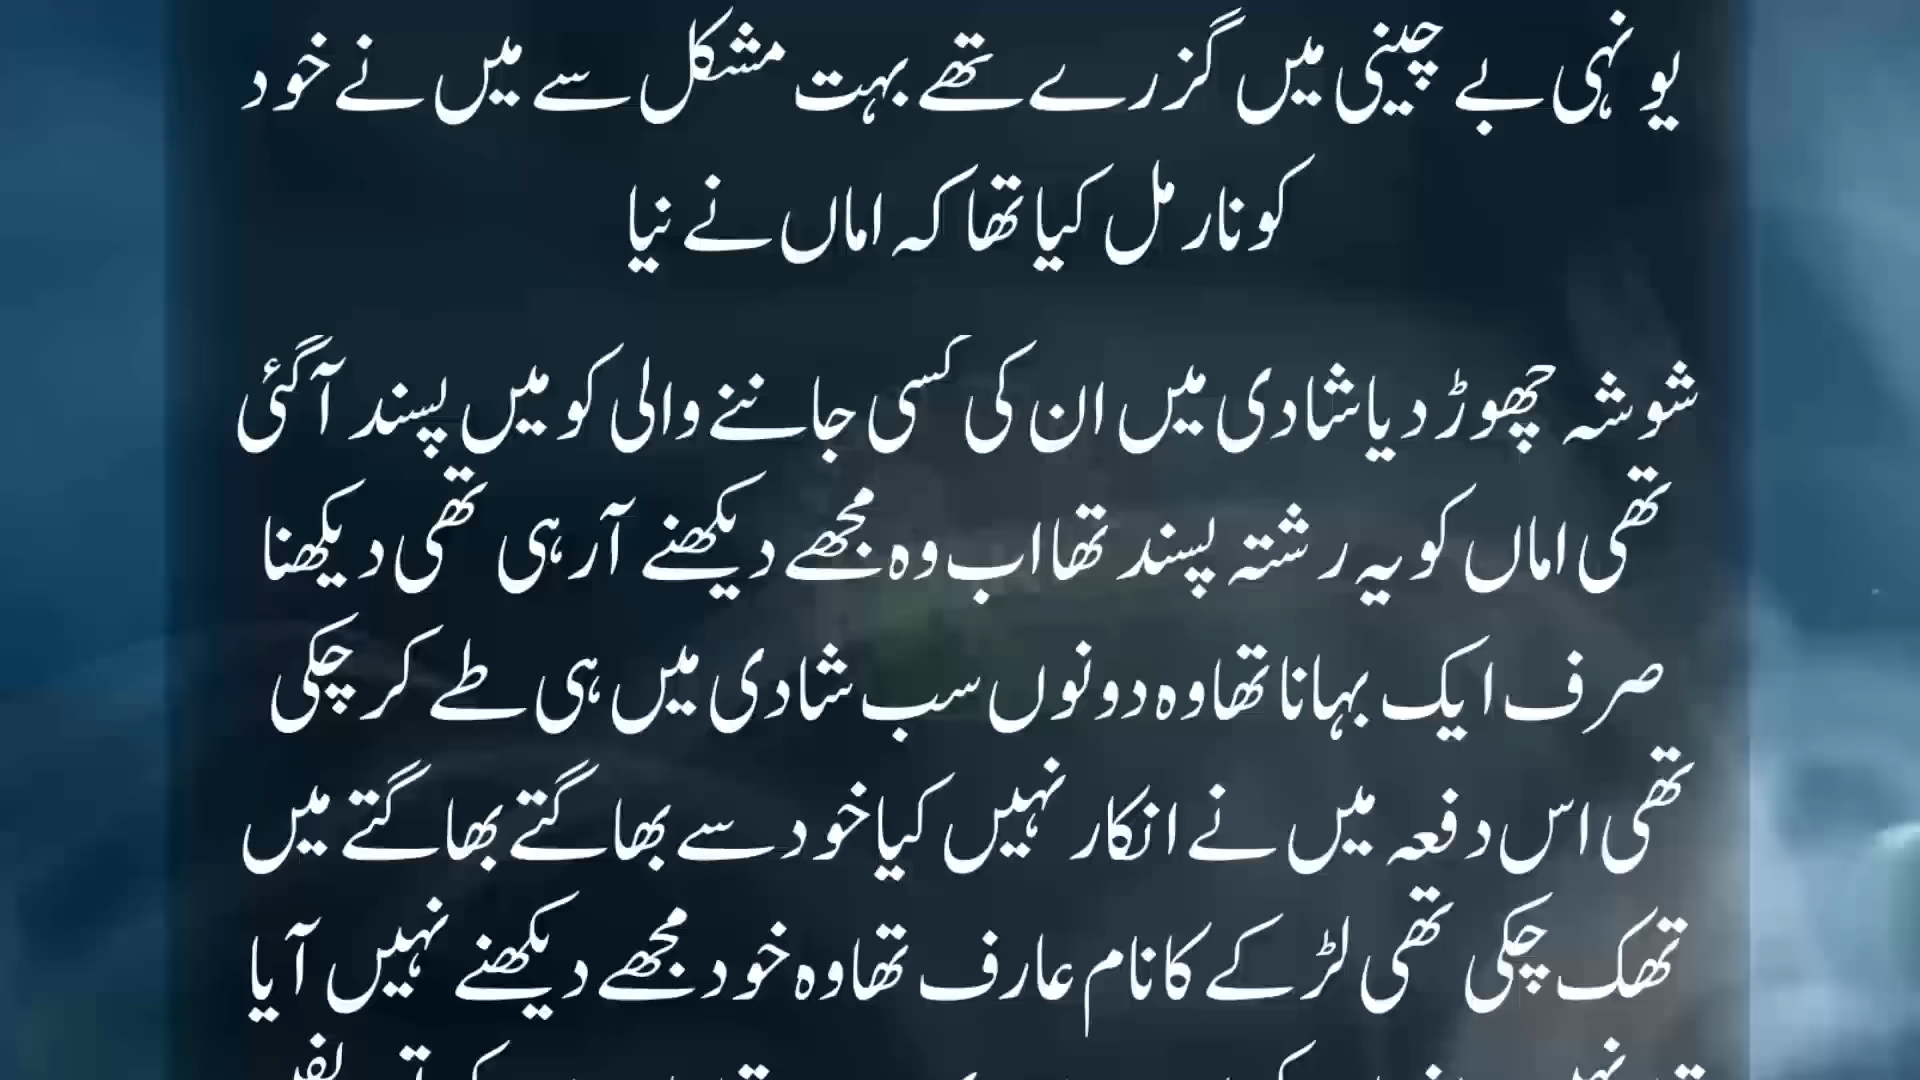 یونہی بے چینی میں گزرے تھے بہت مشکل سے میں نے خود
کو نارمل کیا تھا کہ اماں نے نیا
شوشہ چھوڑ دیا شادی میں ان کی کسی جاننے والی کو میں پسند آگئی
تھی اماں کو یہ رشتہ پسند تھا اب وہ مجھے دیکھنے آرہی تھی دیکھنا
صرف ایک بہانا تھا وہ دونوں سب شادی میں ہی طے کر چکی
تھی اس دفعہ میں نے انکار نہیں کیا خود سے بھاگتے بھاگتے میں
تھک چکی تھی لڑکے کا نام عارف تھا وہ خود مجھے دیکھنے نہیں آیا